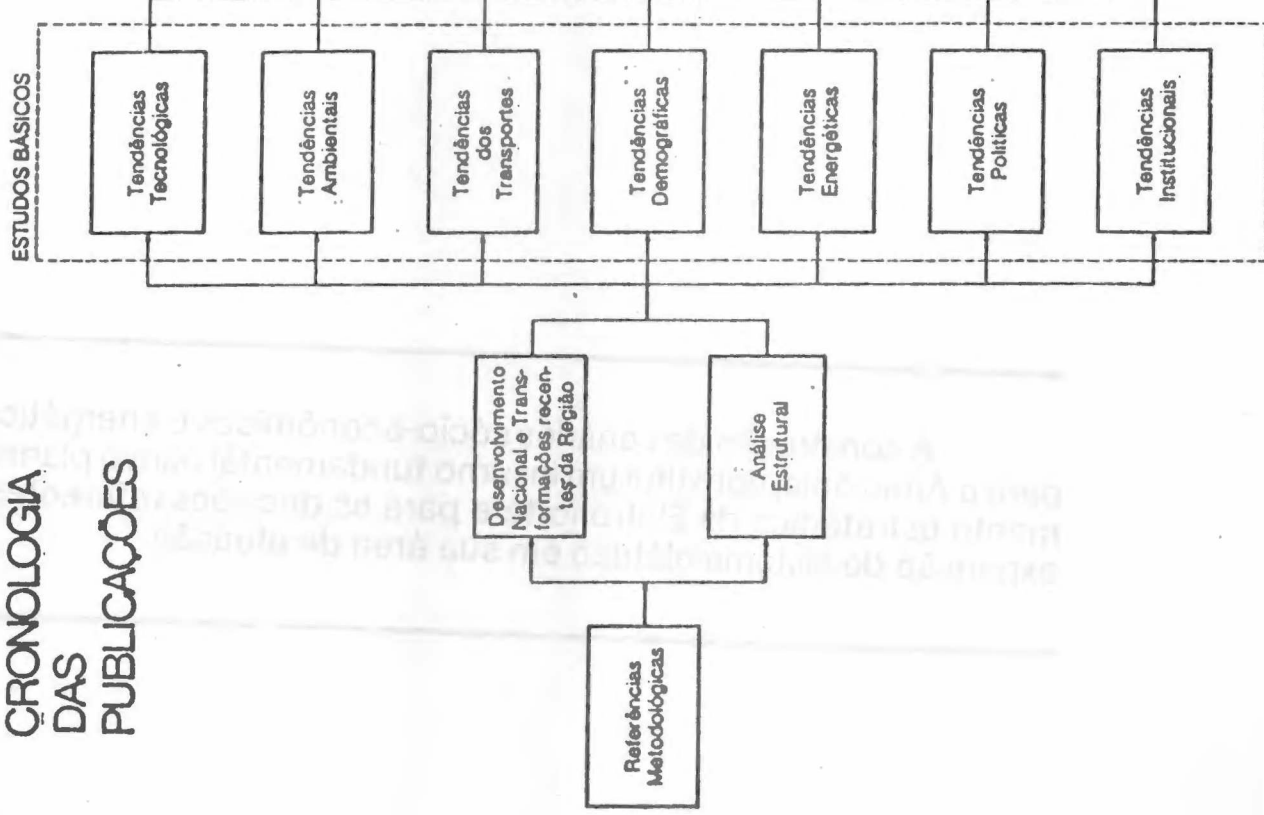 CRONOLOGIA
DAS
PUBLICAÇÕES
Referências
Metodológicas
Desenvolvimento
Nacional e Trans-
formações recen-
tes da Região
Análise
Estrutural
ESTUDOS BÁSICOS
Tendências
Tecnológicas
Tendências
Ambientais
Tendências
dos
Transportes
Tendências
Demográficas
Tendências
Energéticas
Tendências
Políticas
Tendências
Institucionais